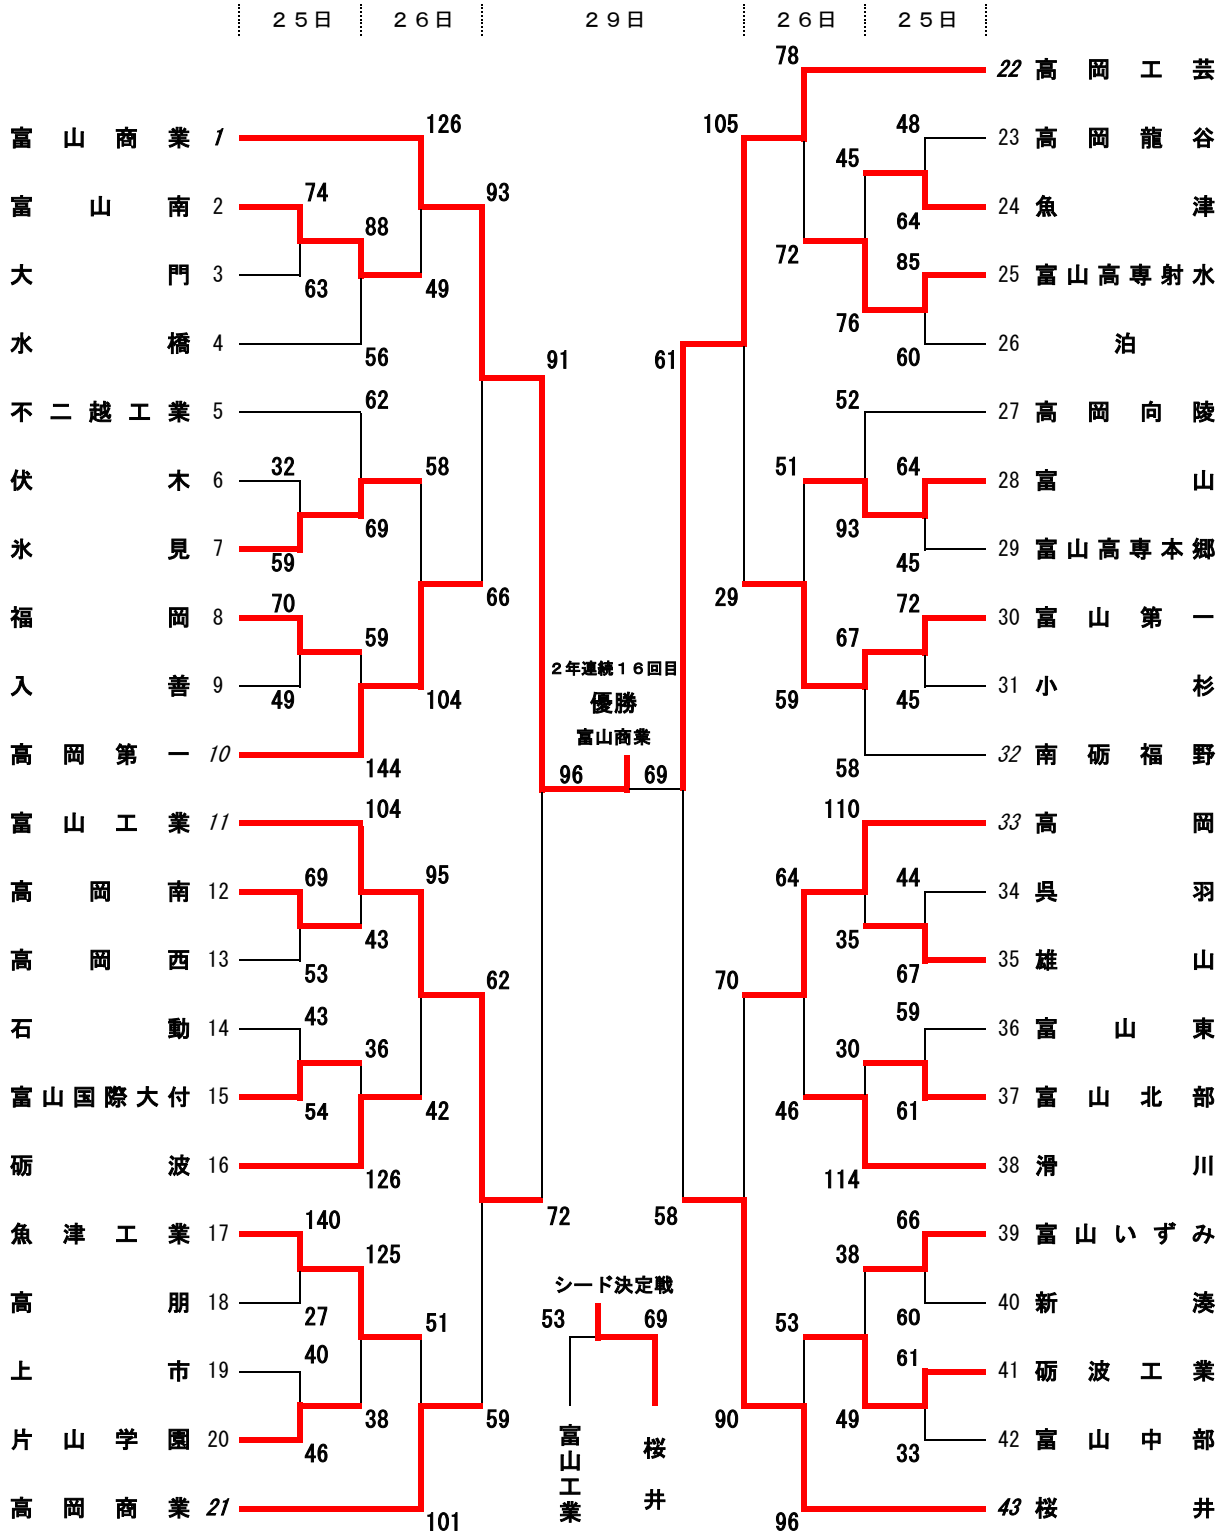 25日 26日 29日 26日 25日
富山商業 1
富山南 2
大門 3
水橋 4
不二越工業 5
伏木 6
氷見 7
福岡 8
入善 9
高岡第一 10
富山工業 11
高岡南 12
高岡西 13
石動 14
富山国際大付 15
砺波 16
魚津工業 17
高朋 18
上市 19
片山学園 20
高岡商業 21
74
63
88
56
126
49
93
62
32
59
69
58
70
49
59
144
104
66
91
104
69
53
43
95
43
54
36
126
42
62
140
27
125
40
46
38
51
101
59
72
2年連続16回目
優勝
富山商業
96 69
シード決定戦
53 69
富山工業
桜井
61
58
105
29
70
90
78
72
45
76
48
64
85
60
52
93
51
59
64
45
67
58
72
45
110
35
64
46
44
67
30
114
59
61
38
49
53
96
66
60
61
33
22 高岡工芸
23 高岡龍谷
24 魚津
25 富山高専射水
26 泊
27 高岡向陵
28 富山
29 富山高専本郷
30 富山第一
31 小杉
32 南砺福野
33 高岡
34 呉羽
35 雄山
36 富山東
37 富山北部
38 滑川
39 富山いずみ
40 新湊
41 砺波工業
42 富山中部
43 桜井